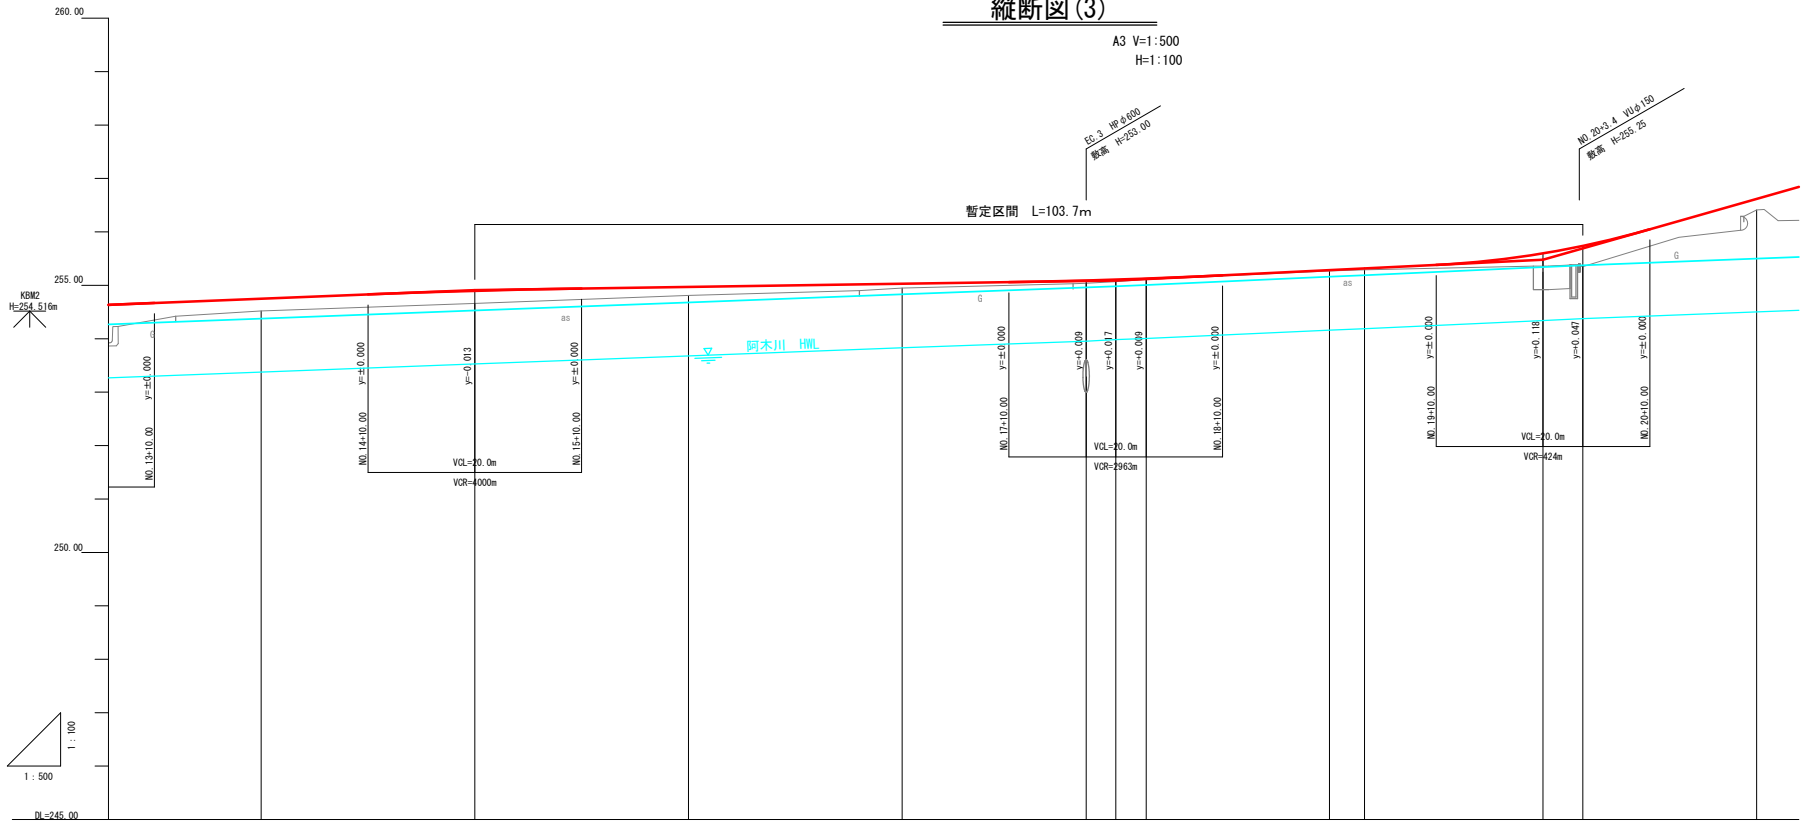 縦断図(3)
A3 V=1:500
H=1:100
260.00
255.00
250.00
DL=245.00
KBM2
H=254.516m
1:100
1:500
暫定区間 L=103.7m
EC.3 HPφ600
敷高 H=253.00
NO.20+3.4 VUφ150
敷高 H=255.25
阿木川 HWL
G
as
G
as
G
y=±0.000
NO.13+10.00
y=±0.000
NO.14+10.00
y=-0.013
y=±0.000
NO.15+10.00
VCL=20.0m
VCR=4000m
y=±0.000
NO.17+10.00
y=+0.009
y=+0.017
y=+0.009
y=±0.000
NO.18+10.00
VCL=20.0m
VCR=2963m
y=±0.000
NO.19+10.00
y=+0.118
y=+0.047
y=±0.000
NO.20+10.00
VCL=20.0m
VCR=424m